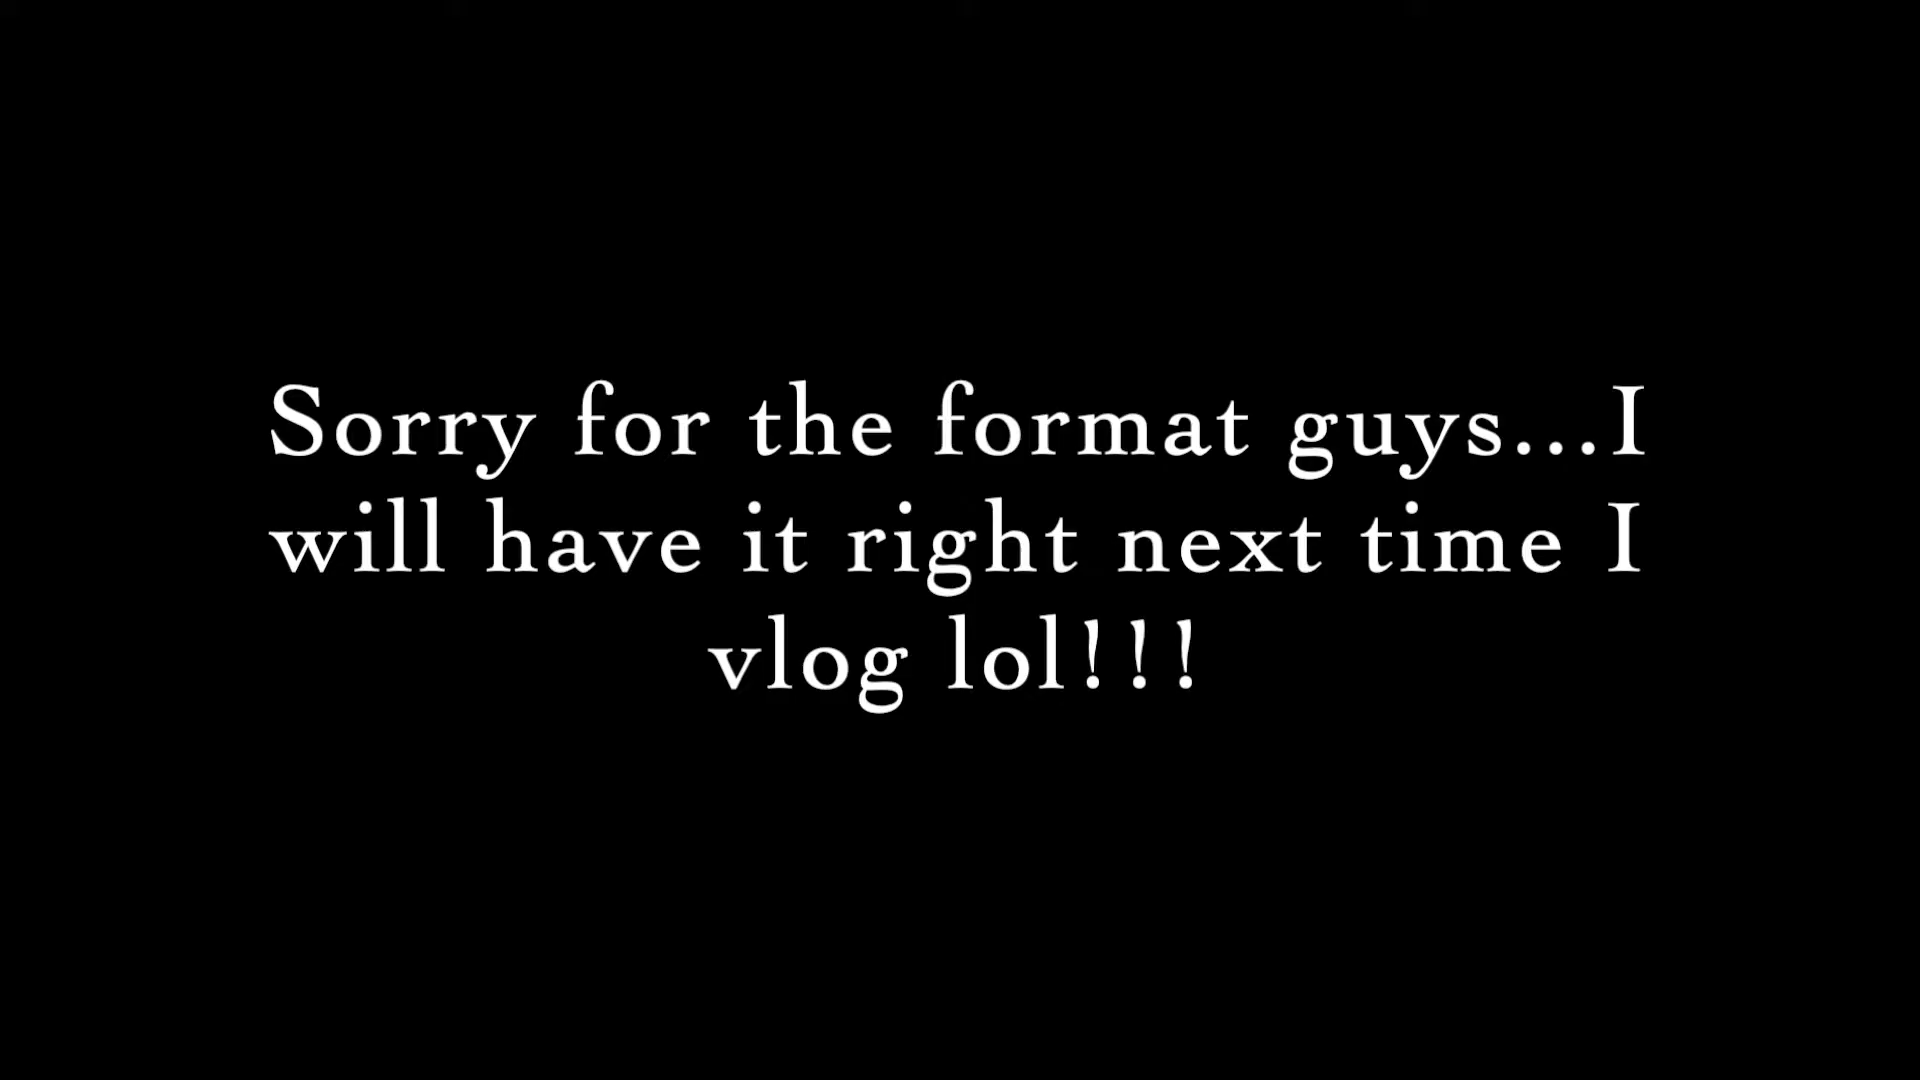 Sorry for the format guys...I
will have it right next time I
vlog lol!!!